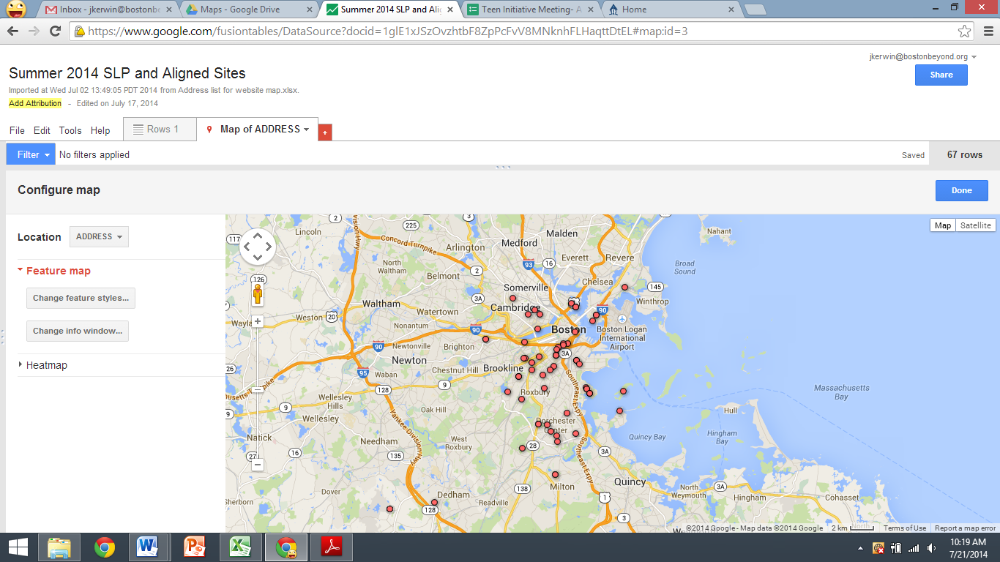 Inbox - jkerwin@bostonbe
Maps - Google Drive
Summer 2014 SLP and Alig
Teen Initiative Meeting- A
Home
https://www.google.com/fusiontables/DataSource?docid=1glE1xJSzOvzhtbF8ZpPcFvV8MNknhFLHaqttDtEL#map:id=3
jkerwin@bostonbeyond.org
Summer 2014 SLP and Aligned Sites
Share
Imported at Wed Jul 02 13:49:05 PDT 2014 from Address list for website map.xlsx.
Add Attribution - Edited on July 17, 2014
File Edit Tools Help
Rows 1
Map of ADDRESS
+
Filter No filters applied
Saved
67 rows
Configure map
Done
Location ADDRESS
Feature map
Change feature styles...
Change info window...
Heatmap
Map Satellite
2
225
3
Lincoln
Malden
Nahant
117
Concord Turnpike
Arlington
Medford
Everett
Revere
North Waltham
93
16
Broad Sound
Belmont
2
126
Somerville
Chelsea
145
Waltham
3A
Winthrop
Watertown
Cambridge
90
Weston
20
Nonantum
90
Boston
Boston Logan International Airport
Brighton
90
Newtonville
3A
Newton
Chestnut Hill
Brookline
26
95
Waban
9
128
Roxbury
Southeast Expy
Massachusetts Bay
Wellesley Hills
9
Oak Hill
Hull
9
Wellesley
Yankee Division Hwy
Dorchester Center
Quincy Bay
Hingham Bay
Natick
Needham
West Roxbury
28
Southeast Expy
3A
27
16
135
Quincy
138
Milton
North Weymouth
3A
Dover
Dedham
Readville
1
Hingham
Cohasset
Sherborn
128
3
©2014 Google - Map data ©2014 Google 2 km Terms of Use Report a map error
10:19 AM
7/21/2014